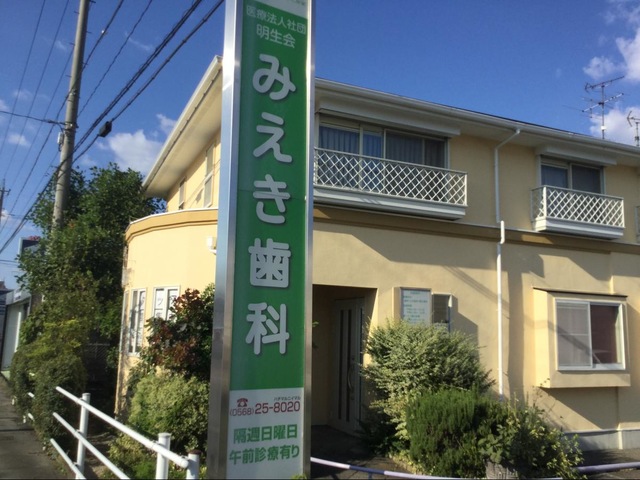 医療法人社団
明生会
みえき歯科
(0568)25-8020
隔週日曜日
午前診療有り